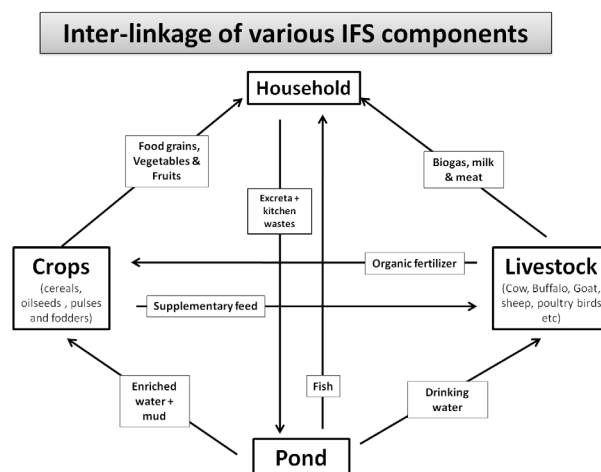 Inter-linkage of various IFS components
Household
Food grains,
Vegetables &
Fruits
Biogas, milk
& meat
Excreta +
kitchen
wastes
Crops
(cereals,
oilseeds , pulses
and fodders)
Organic fertilizer
Supplementary feed
Livestock
(Cow, Buffalo, Goat,
sheep, poultry birds,
etc)
Enriched
water +
mud
Fish
Drinking
water
Pond